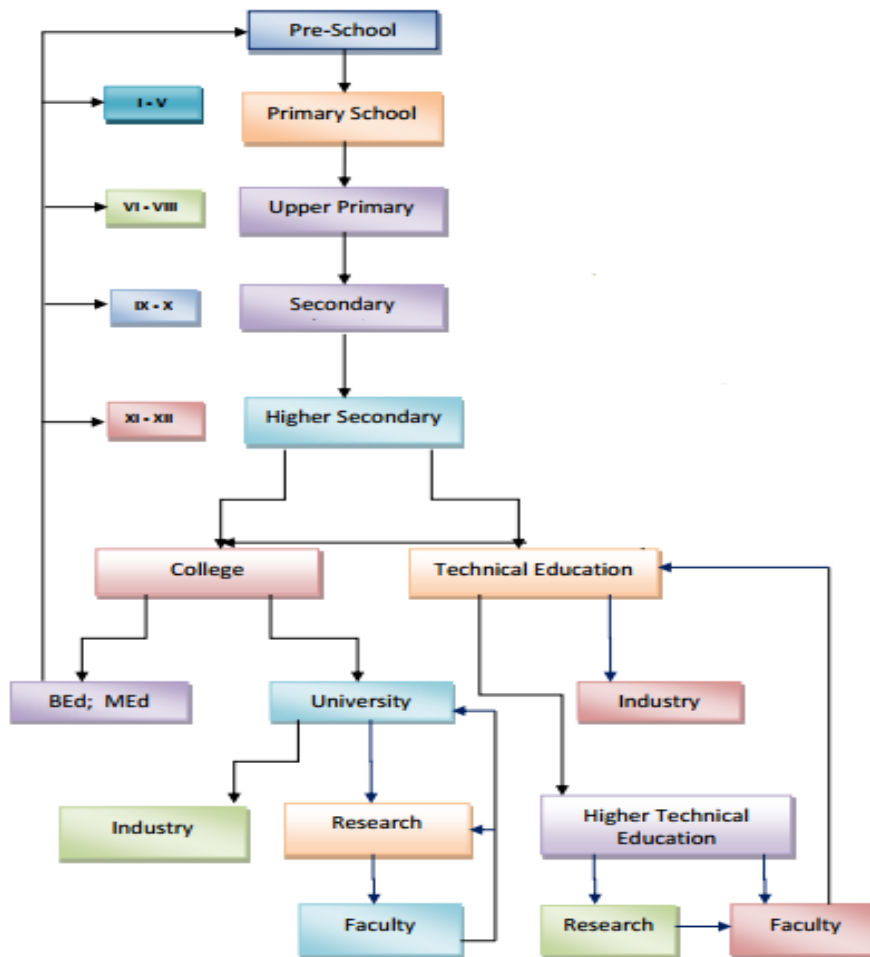 Pre-School
I - V
Primary School
VI - VIII
Upper Primary
IX - X
Secondary
XI - XII
Higher Secondary
College
Technical Education
BEd; MEd
University
Industry
Industry
Research
Higher Technical
Education
Faculty
Research
Faculty